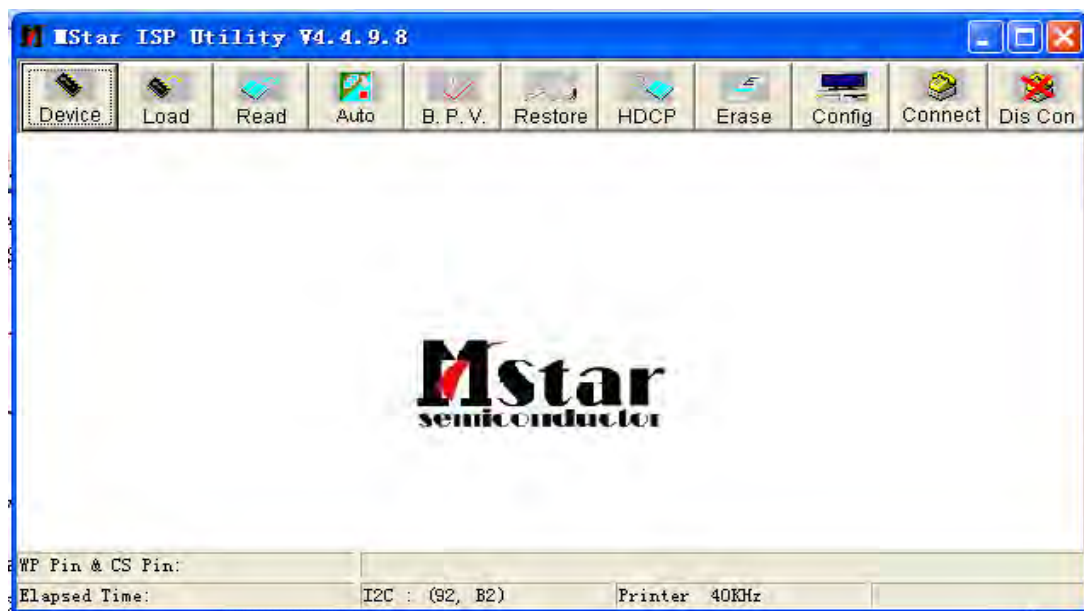 MStar ISP Utility V4.4.9.8
Device Load Read Auto B.P.V. Restore HDCP Erase Config Connect Dis Con
Mstar
semiconductor
WP Pin & CS Pin:
Elapsed Time: I2C : (92, B2) Printer 40KHz